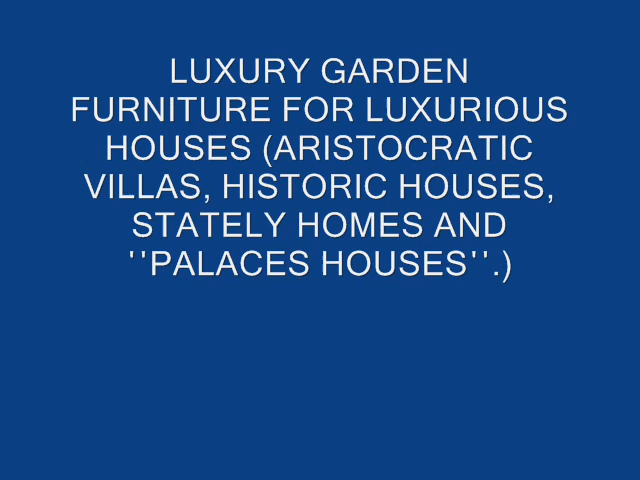 LUXURY GARDEN
FURNITURE FOR LUXURIOUS
HOUSES (ARISTOCRATIC
VILLAS, HISTORIC HOUSES,
STATELY HOMES AND
''PALACES HOUSES''.)